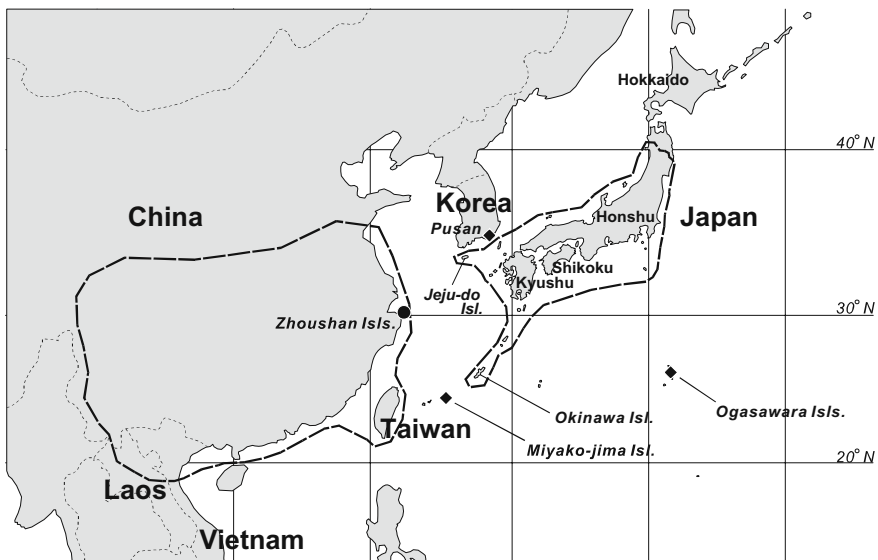 Hokkaido
40° N
China
Korea
Honshu
Japan
Pusan
Shikoku
Kyushu
Jeju-do
Isl.
Zhoushan Isls.
30° N
Okinawa Isl.
Ogasawara Isls.
Taiwan
Miyako-jima Isl.
20° N
Laos
Vietnam